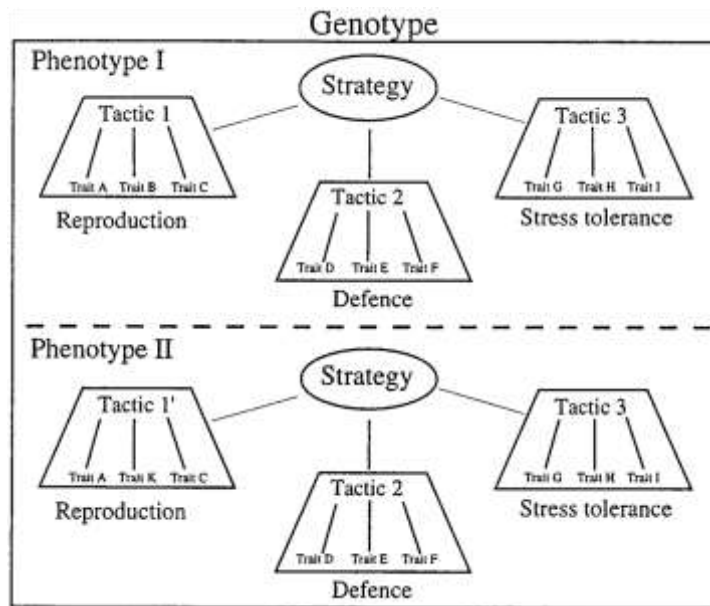 Genotype
Phenotype I
Strategy
Tactic 1
Trait A Trait B Trait C
Reproduction
Tactic 2
Trait D Trait E Trait F
Defence
Tactic 3
Trait G Trait H Trait I
Stress tolerance
Phenotype II
Strategy
Tactic 1'
Trait A Trait K Trait C
Reproduction
Tactic 2
Trait D Trait E Trait F
Defence
Tactic 3
Trait G Trait H Trait I
Stress tolerance